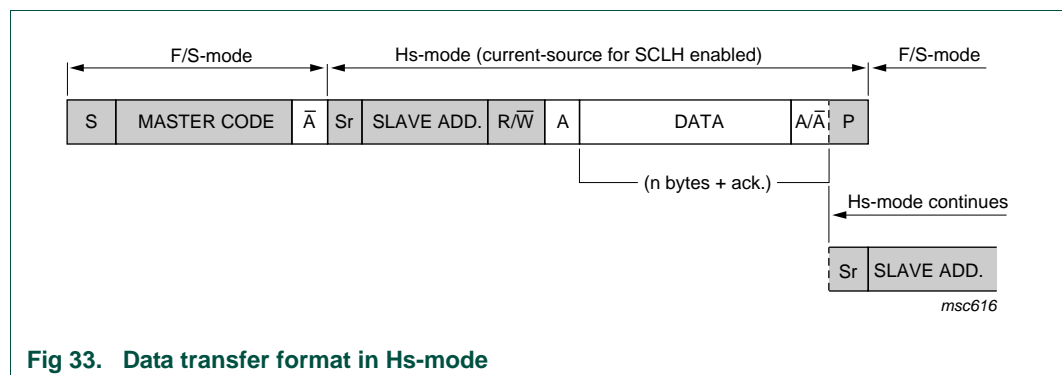 F/S-mode Hs-mode (current-source for SCLH enabled) F/S-mode
S MASTER CODE A̅ Sr SLAVE ADD. R/W̅ A DATA A/A̅ P
(n bytes + ack.)
Hs-mode continues
Sr SLAVE ADD.
msc616
Fig 33. Data transfer format in Hs-mode